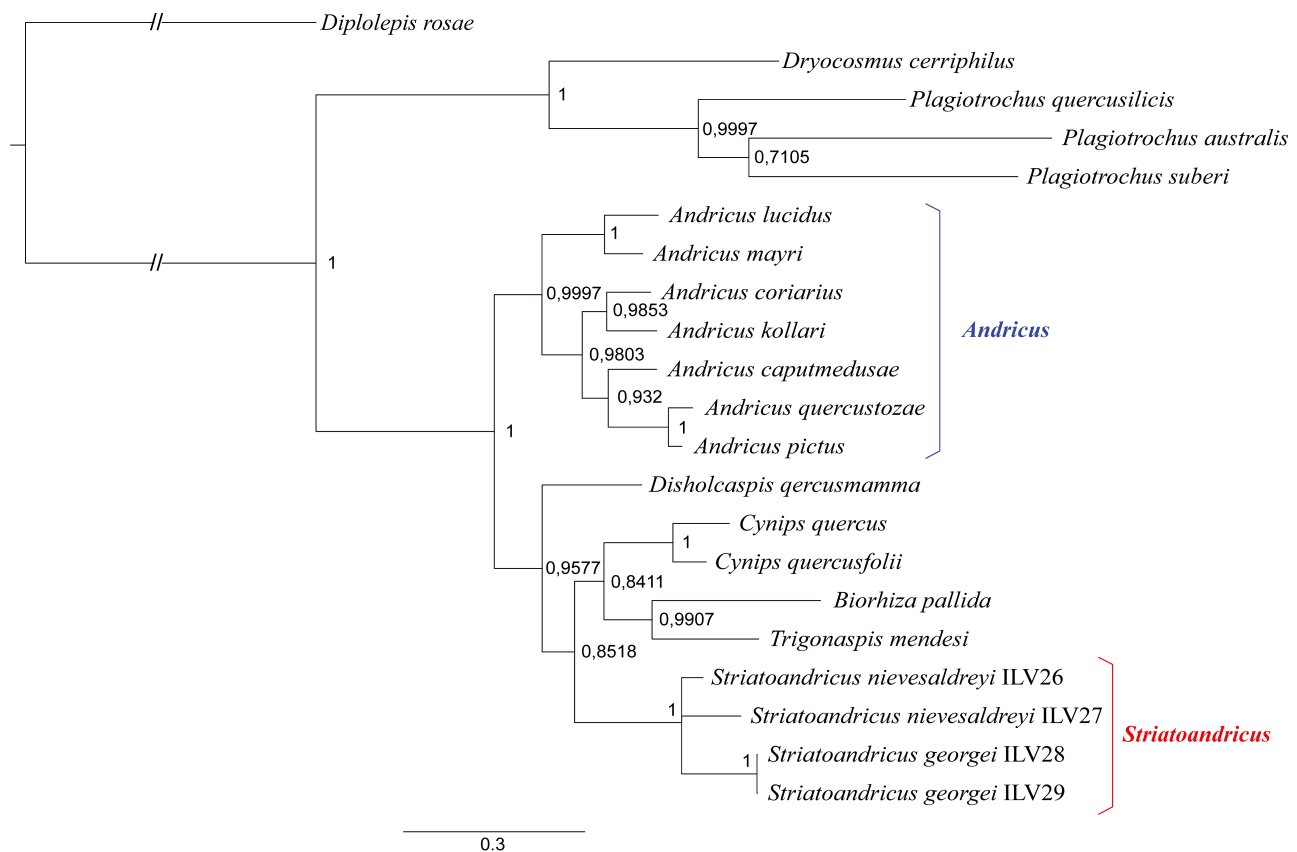 Diplolepis rosae
Dryocosmus cerriphilus
1
Plagiotrochus quercusilicis
0,9997
Plagiotrochus australis
0,7105
Plagiotrochus suberi
Andricus lucidus
1
Andricus mayri
1
0,9997
Andricus coriarius
0,9853
Andricus kollari
Andricus
0,9803
Andricus caputmedusae
0,932
Andricus quercustozae
1
1
Andricus pictus
Disholcaspis qercusmamma
Cynips quercus
1
Cynips quercusfolii
0,9577
0,8411
Biorhiza pallida
0,9907
Trigonaspis mendesi
0,8518
Striatoandricus nievesaldreyi ILV26
1
Striatoandricus nievesaldreyi ILV27
Striatoandricus
Striatoandricus georgei ILV28
1
Striatoandricus georgei ILV29
0.3